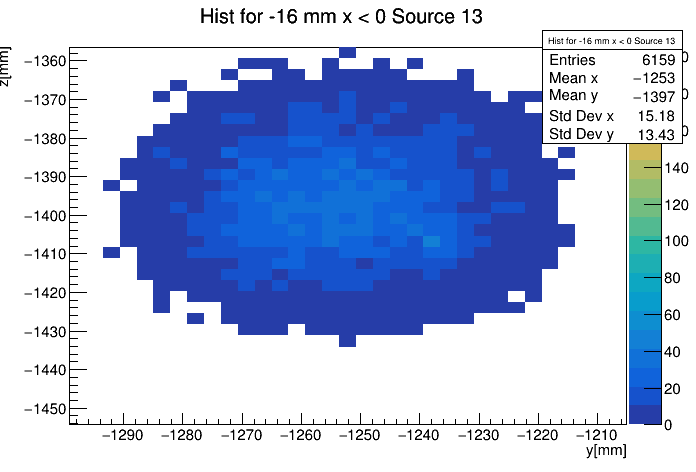 Hist for -16 mm x < 0 Source 13
z[mm]
Hist for -16 mm x < 0 Source 13
Entries 6159
Mean x −1253
Mean y −1397
Std Dev x 15.18
Std Dev y 13.43
−1360
−1370
−1380
−1390
−1400
−1410
−1420
−1430
−1440
−1450
140
120
100
80
60
40
20
0
−1290 −1280 −1270 −1260 −1250 −1240 −1230 −1220 −1210
y[mm]